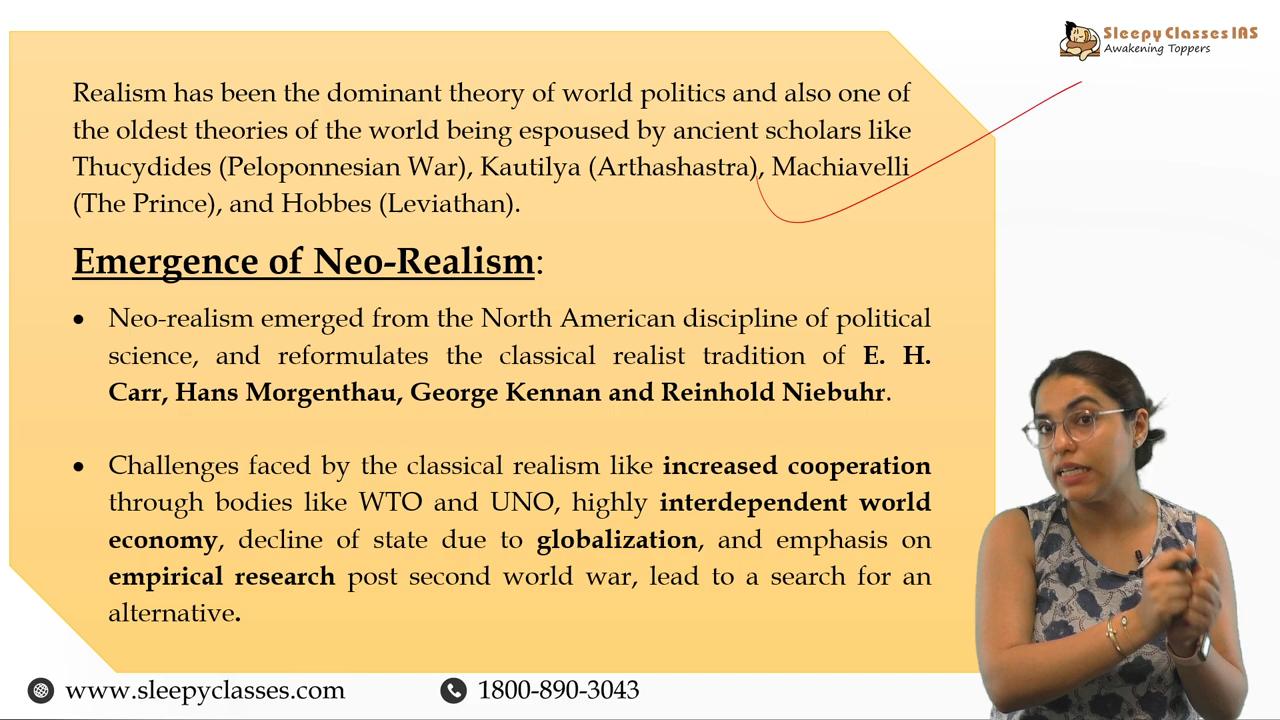 Sleepy Classes IAS
Awakening Toppers
Realism has been the dominant theory of world politics and also one of
the oldest theories of the world being espoused by ancient scholars like
Thucydides (Peloponnesian War), Kautilya (Arthashastra), Machiavelli
(The Prince), and Hobbes (Leviathan).
Emergence of Neo-Realism:
• Neo-realism emerged from the North American discipline of political
science, and reformulates the classical realist tradition of E. H.
Carr, Hans Morgenthau, George Kennan and Reinhold Niebuhr.
• Challenges faced by the classical realism like increased cooperation
through bodies like WTO and UNO, highly interdependent world
economy, decline of state due to globalization, and emphasis on
empirical research post second world war, lead to a search for an
alternative.
www.sleepyclasses.com
1800-890-3043